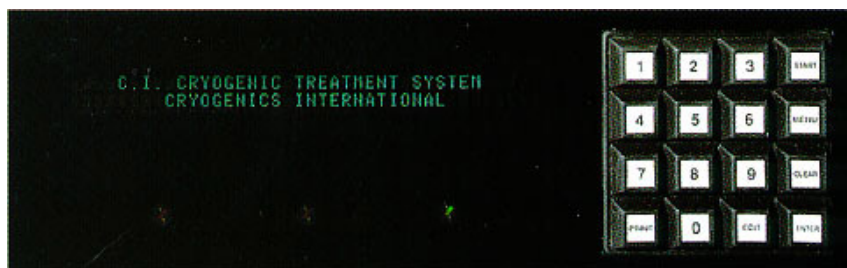 C.I. CRYOGENIC TREATMENT SYSTEM
CRYOGENICS INTERNATIONAL
1 2 3 START
4 5 6 MENU
7 8 9 CLEAR
PRINT 0 EDIT ENTER